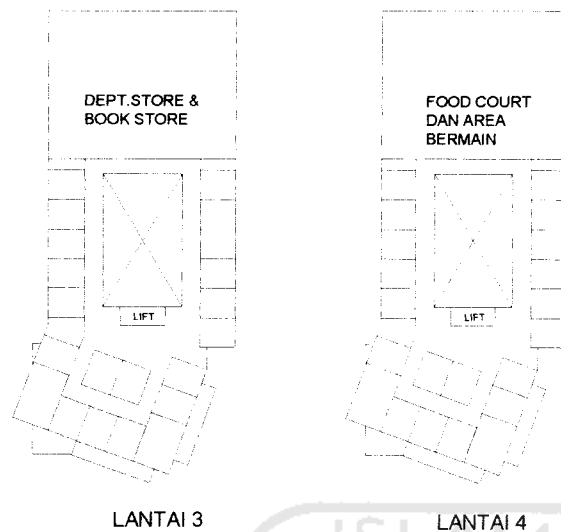 DEPT.STORE &
BOOK STORE
LIFT
LANTAI 3
FOOD COURT
DAN AREA
BERMAIN
LIFT
LANTAI 4